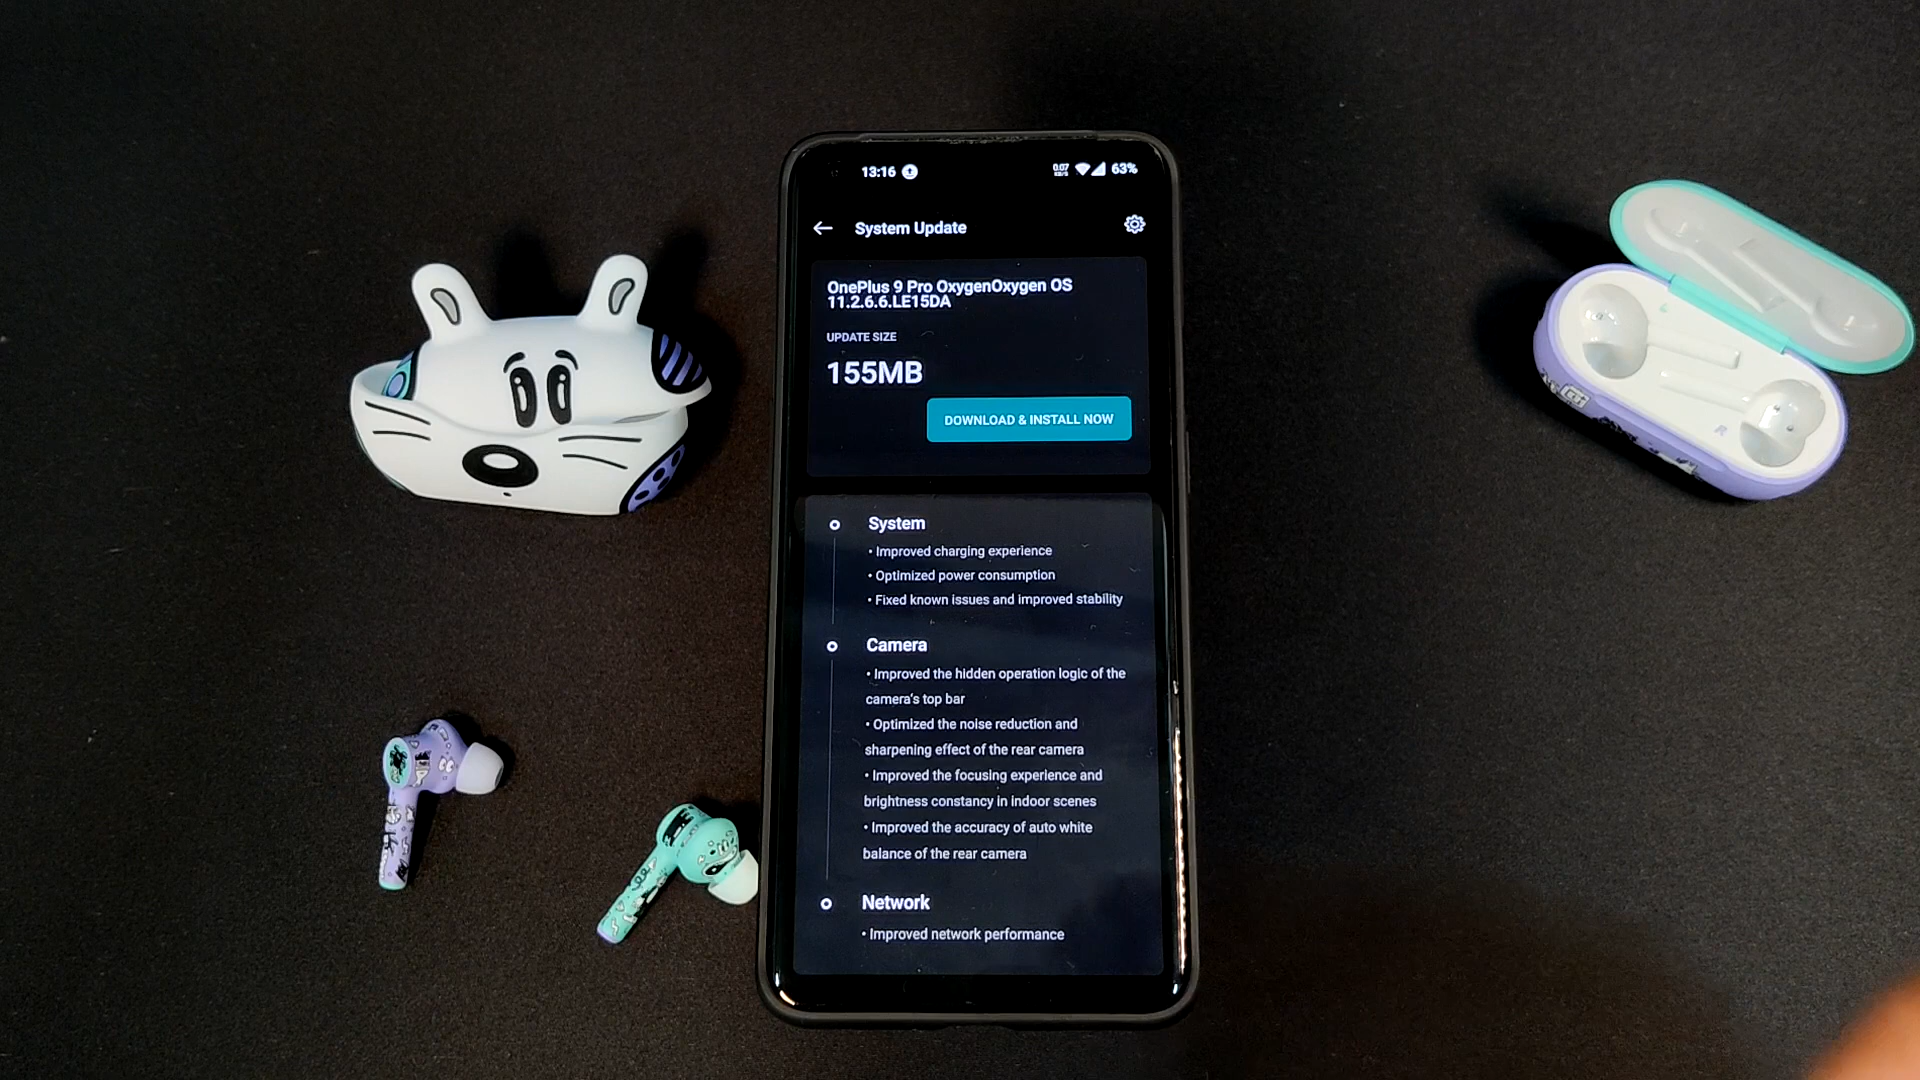 13:16
0.07
KB/S
63%
System Update
OnePlus 9 Pro OxygenOxygen OS
11.2.6.6.LE15DA
UPDATE SIZE
155MB
DOWNLOAD & INSTALL NOW
System
• Improved charging experience
• Optimized power consumption
• Fixed known issues and improved stability
Camera
• Improved the hidden operation logic of the
camera's top bar
• Optimized the noise reduction and
sharpening effect of the rear camera
• Improved the focusing experience and
brightness constancy in indoor scenes
• Improved the accuracy of auto white
balance of the rear camera
Network
• Improved network performance
R